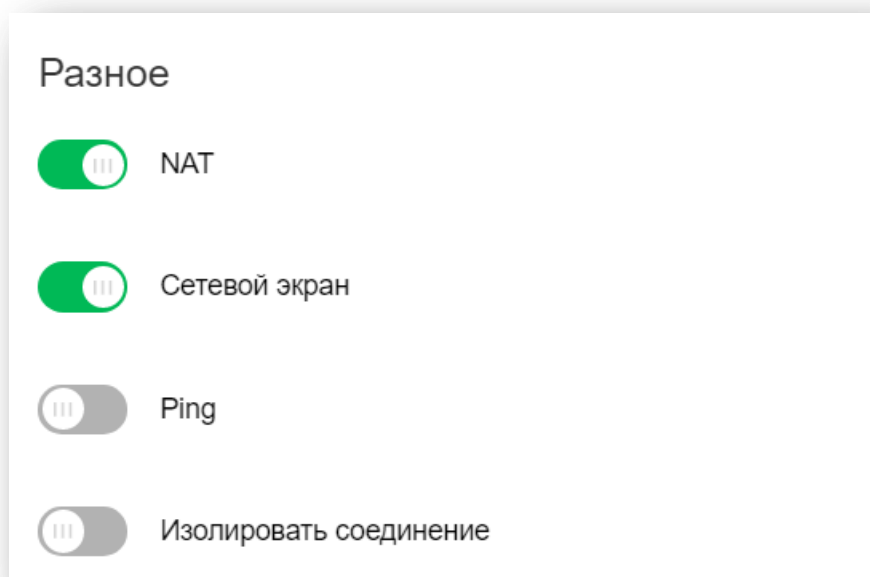 Разное
NAT
Сетевой экран
Ping
Изолировать соединение